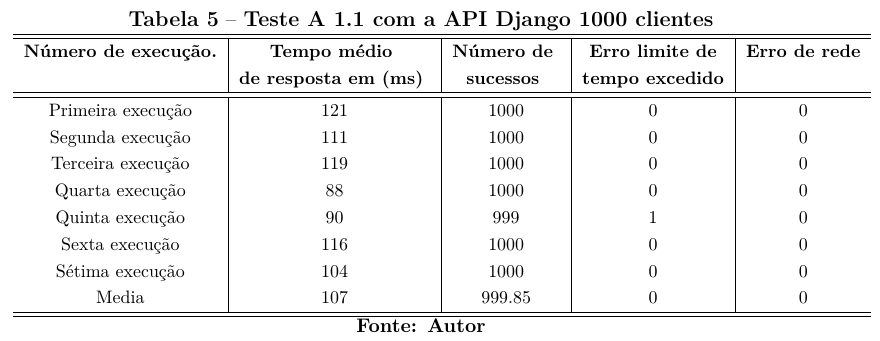 Tabela 5 – Teste A 1.1 com a API Django 1000 clientes
Número de execução. Tempo médio Número de Erro limite de Erro de rede
de resposta em (ms) sucessos tempo excedido
Primeira execução 121 1000 0 0
Segunda execução 111 1000 0 0
Terceira execução 119 1000 0 0
Quarta execução 88 1000 0 0
Quinta execução 90 999 1 0
Sexta execução 116 1000 0 0
Sétima execução 104 1000 0 0
Media 107 999.85 0 0
Fonte: Autor